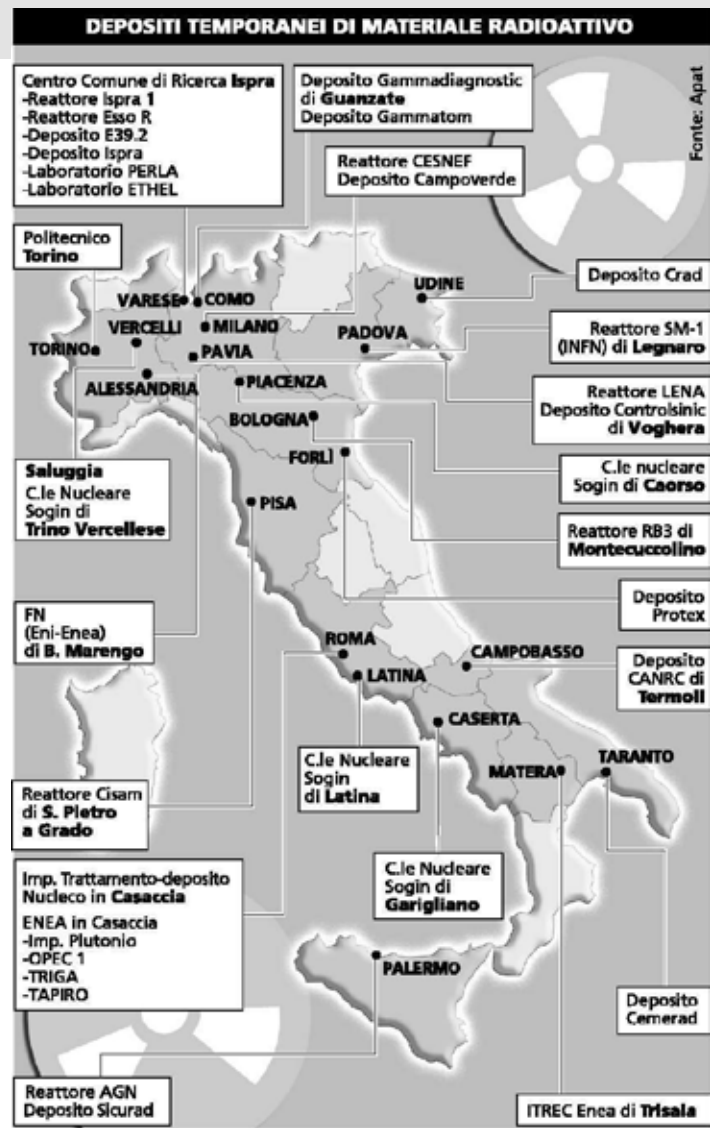 DEPOSITI TEMPORANEI DI MATERIALE RADIOATTIVO
Fonte: Apat
Centro Comune di Ricerca Ispra
-Reattore Ispra 1
-Reattore Esso R
-Deposito E39.2
-Deposito Ispra
-Laboratorio PERLA
-Laboratorio ETHEL
Deposito Gammadiagnostic
di Guanzate
Deposito Gammatom
Reattore CESNEF
Deposito Campoverde
Politecnico
Torino
Deposito Crad
Reattore SM-1
(INFN) di Legnaro
Reattore LENA
Deposito Controlsinic
di Voghera
C.le nucleare
Sogin di Caorso
Reattore RB3 di
Montecuccolino
Deposito
Protex
Deposito
CANRC di
Termoli
Saluggia
C.le Nucleare
Sogin di
Trino Vercellese
FN
(Eni-Enea)
di B. Marengo
Reattore Cisam
di S. Pietro
a Grado
C.le Nucleare
Sogin
di Latina
Imp. Trattamento-deposito
Nucleco in Casaccia
ENEA in Casaccia
-Imp. Plutonio
-OPEC 1
-TRIGA
-TAPIRO
C.le Nucleare
Sogin di
Garigliano
Deposito
Cemerad
Reattore AGN
Deposito Sicurad
ITREC Enea di Trisaia
VARESE
COMO
UDINE
VERCELLI
MILANO
PADOVA
TORINO
PAVIA
ALESSANDRIA
PIACENZA
BOLOGNA
FORLÌ
PISA
ROMA
CAMPOBASSO
LATINA
CASERTA
MATERA
TARANTO
PALERMO